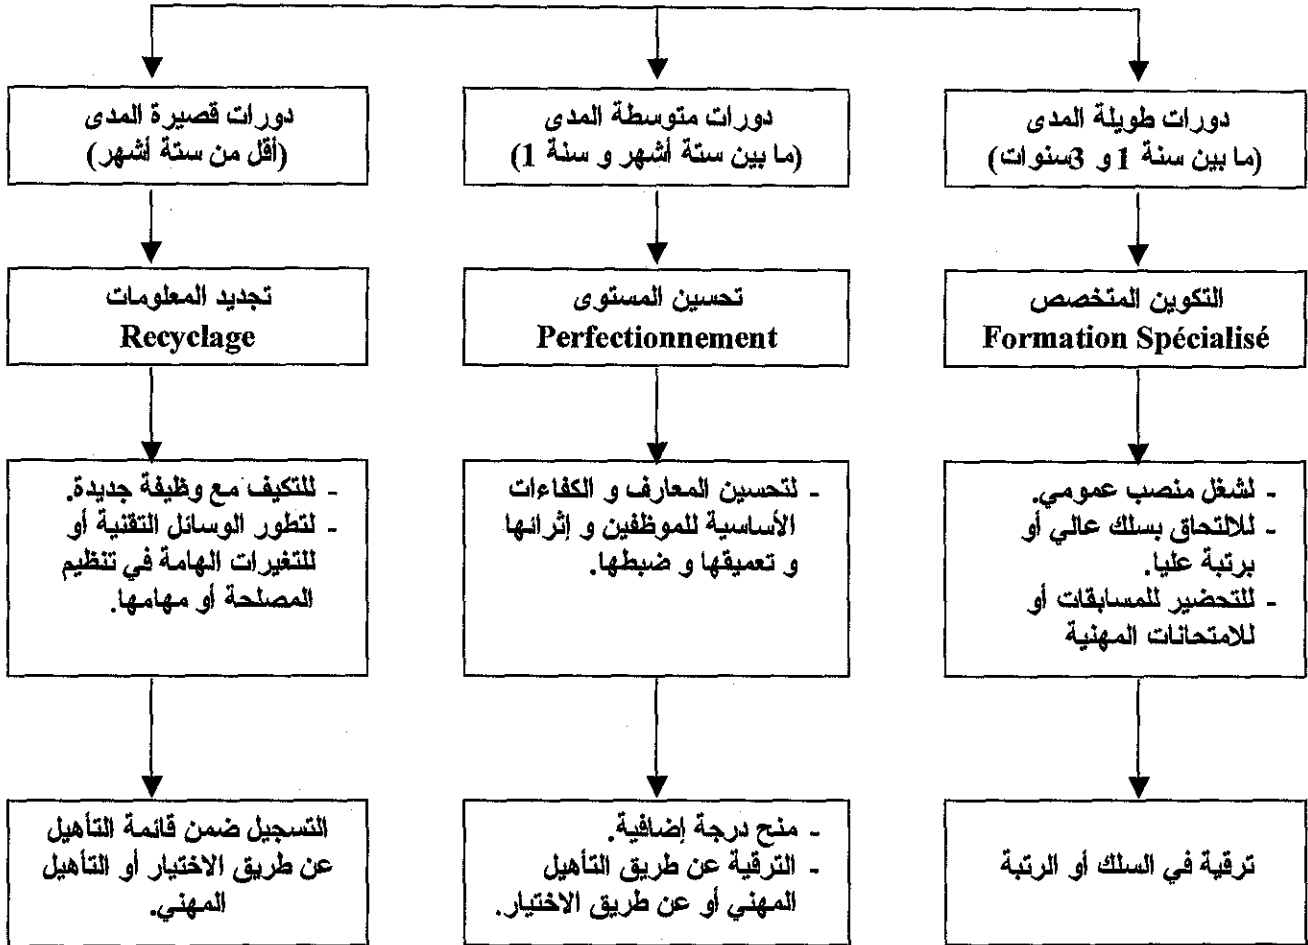 دورات طويلة المدى
(ما بين سنة 1 و 3سنوات)
دورات متوسطة المدى
(ما بين ستة أشهر و سنة 1)
دورات قصيرة المدى
(أقل من ستة أشهر)
التكوين المتخصص
Formation Spécialisé
تحسين المستوى
Perfectionnement
تجديد المعلومات
Recyclage
- لشغل منصب عمومي.
- للالتحاق بسلك عالي أو
برتبة عليا.
- للتحضير للمسابقات أو
للامتحانات المهنية
- لتحسين المعارف و الكفاءات
الأساسية للموظفين و إثرائها
و تعميقها و ضبطها.
- للتكيف مع وظيفة جديدة.
- لتطور الوسائل التقنية أو
للتغيرات الهامة في تنظيم
المصلحة أو مهامها.
ترقية في السلك أو الرتبة
- منح درجة إضافية.
- الترقية عن طريق التأهيل
المهني أو عن طريق الاختيار.
التسجيل ضمن قائمة التأهيل
عن طريق الاختيار أو التأهيل
المهني.